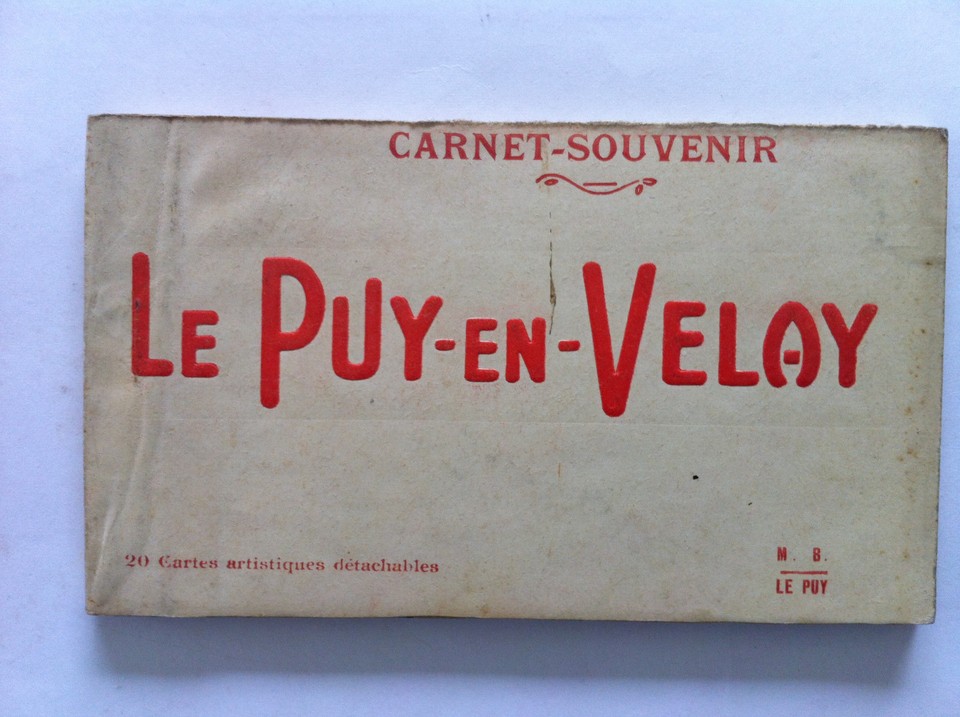 CARNET-SOUVENIR
LE PUY-EN-VELAY
20 Cartes artistiques détachables
M. B.
LE PUY